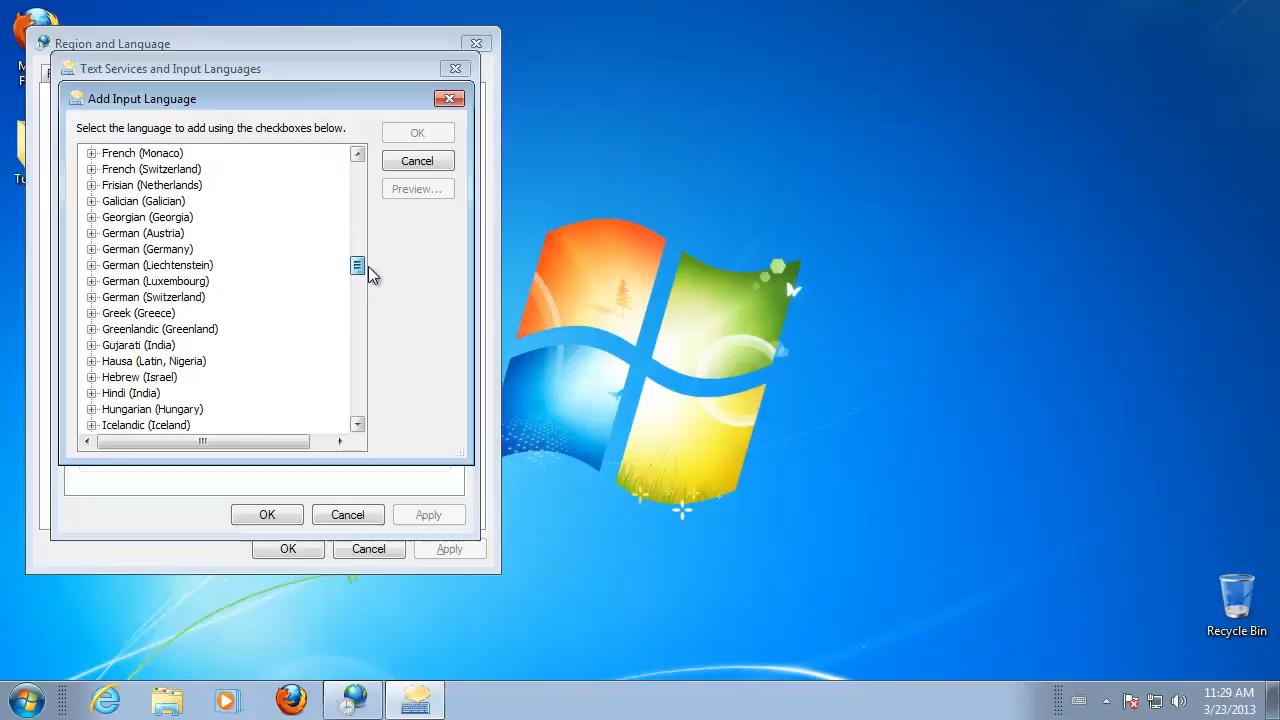 Region and Language
Text Services and Input Languages
Add Input Language
Select the language to add using the checkboxes below.
OK
Cancel
Preview...
French (Monaco)
French (Switzerland)
Frisian (Netherlands)
Galician (Galician)
Georgian (Georgia)
German (Austria)
German (Germany)
German (Liechtenstein)
German (Luxembourg)
German (Switzerland)
Greek (Greece)
Greenlandic (Greenland)
Gujarati (India)
Hausa (Latin, Nigeria)
Hebrew (Israel)
Hindi (India)
Hungarian (Hungary)
Icelandic (Iceland)
OK Cancel Apply
OK Cancel Apply
Recycle Bin
11:29 AM
3/23/2013